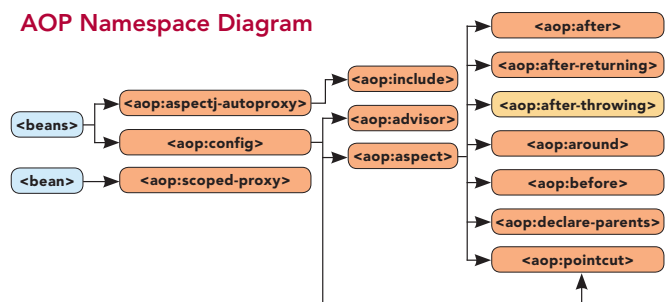 AOP Namespace Diagram
<beans>
<bean>
<aop:aspectj-autoproxy>
<aop:config>
<aop:scoped-proxy>
<aop:include>
<aop:advisor>
<aop:aspect>
<aop:after>
<aop:after-returning>
<aop:after-throwing>
<aop:around>
<aop:before>
<aop:declare-parents>
<aop:pointcut>